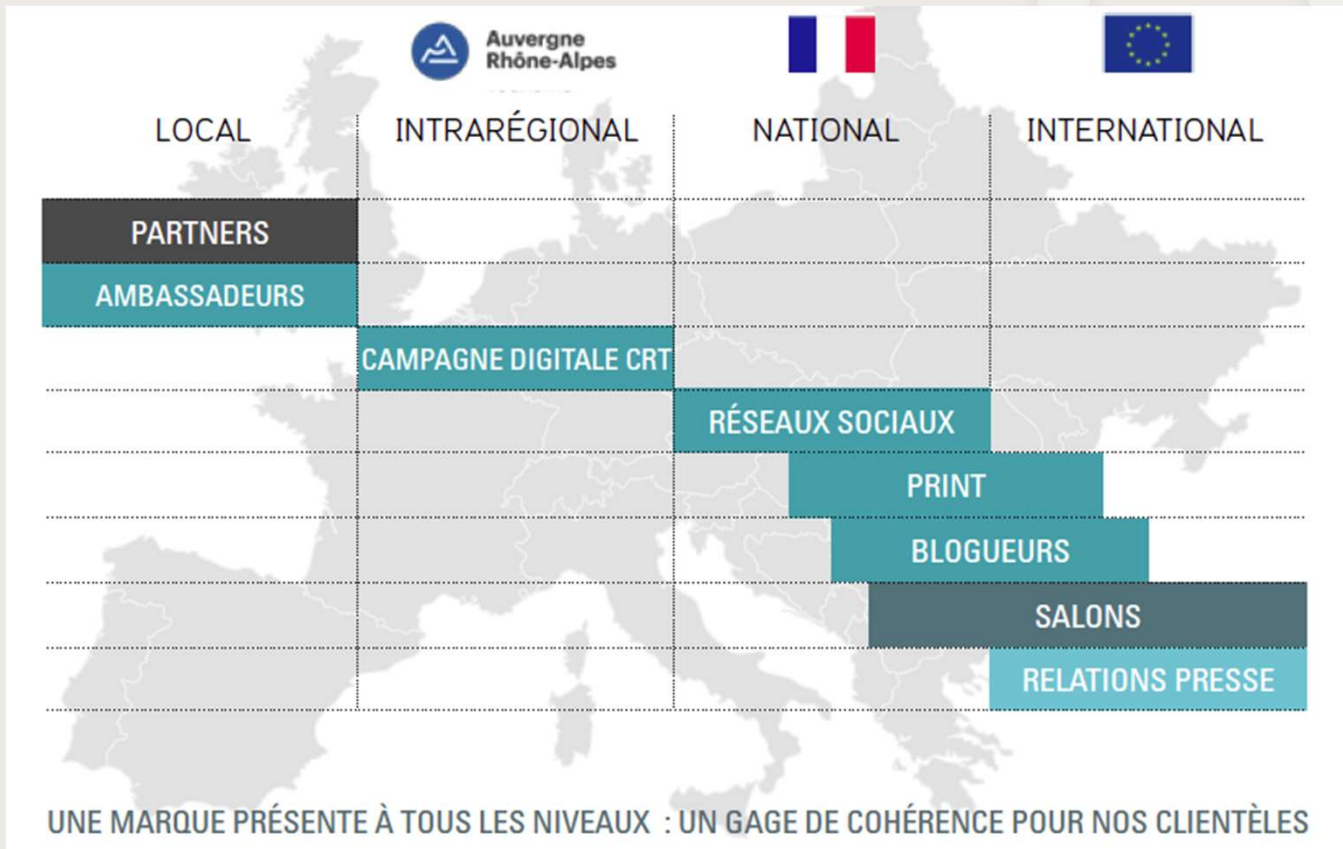 Auvergne
Rhône-Alpes
LOCAL
INTRARÉGIONAL
NATIONAL
INTERNATIONAL
PARTNERS
AMBASSADEURS
CAMPAGNE DIGITALE CRT
RÉSEAUX SOCIAUX
PRINT
BLOGUEURS
SALONS
RELATIONS PRESSE
UNE MARQUE PRÉSENTE À TOUS LES NIVEAUX : UN GAGE DE COHÉRENCE POUR NOS CLIENTÈLES